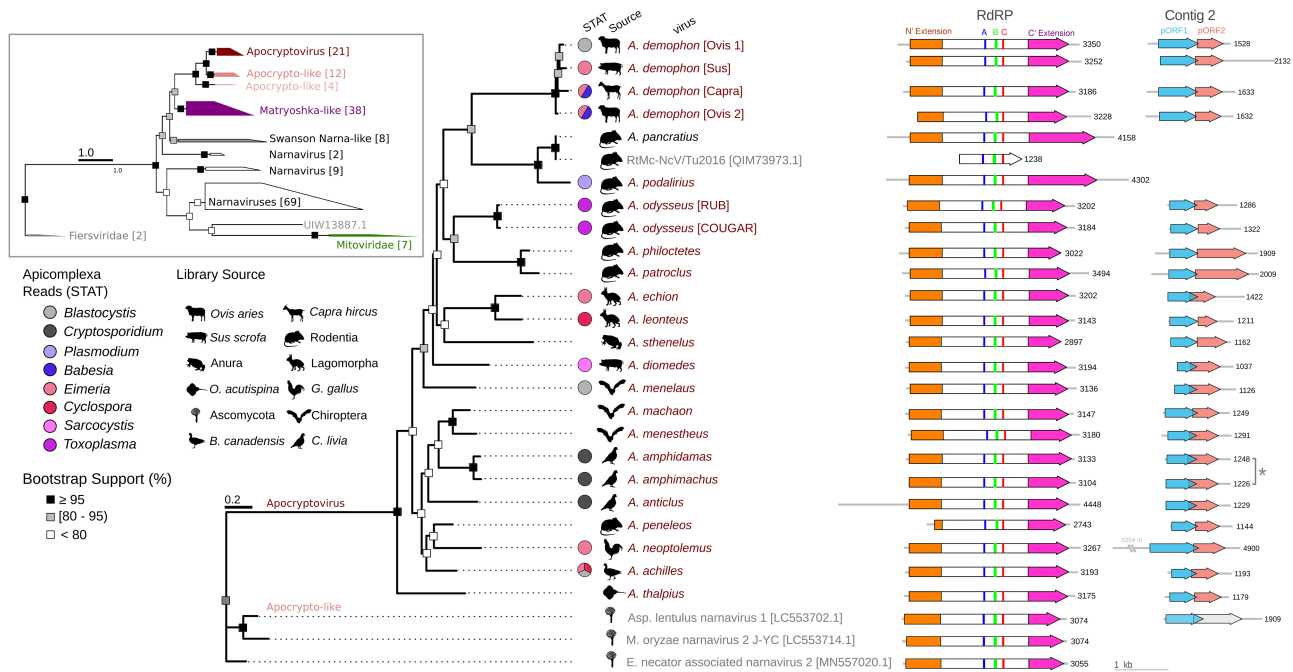 STAT Source virus
RdRP
Contig 2
N' Extension A B C C' Extension
pORF1 pORF2
Apocryptovirus [21]
Apocrypto-like [12]
Apocrypto-like [4]
Matryoshka-like [38]
Swanson Narna-like [8]
Narnavirus [2]
Narnavirus [9]
Narnaviruses [69]
UIW13887.1
Mitoviridae [7]
Fiersviridae [2]
1.0
1.0
Apicomplexa
Reads (STAT)
Blastocystis
Cryptosporidium
Plasmodium
Babesia
Eimeria
Cyclospora
Sarcocystis
Toxoplasma
Library Source
Ovis aries Capra hircus
Sus scrofa Rodentia
Anura Lagomorpha
O. acutispina G. gallus
Ascomycota Chiroptera
B. canadensis C. livia
Bootstrap Support (%)
≥ 95
[80 - 95)
< 80
0.2
Apocryptovirus
Apocrypto-like
A. demophon [Ovis 1] 3350 1528
A. demophon [Sus] 3252 2132
A. demophon [Capra] 3186 1633
A. demophon [Ovis 2] 3228 1632
A. pancratius 4158
RtMc-NcV/Tu2016 [QIM73973.1] 1238
A. podalirius 4302
A. odysseus [RUB] 3202 1286
A. odysseus [COUGAR] 3184 1322
A. philoctetes 3022 1909
A. patroclus 3494 2009
A. echion 3202 1422
A. leonteus 3143 1211
A. sthenelus 2897 1162
A. diomedes 3194 1037
A. menelaus 3136 1126
A. machaon 3147 1249
A. menestheus 3180 1291
A. amphidamas 3133 1248
*
A. amphimachus 3104 1226
A. anticlus 4448 1229
A. peneleos 2743 1144
A. neoptolemus 3267 3254 nt 4900
A. achilles 3193 1193
A. thalpius 3175 1179
Asp. lentulus narnavirus 1 [LC553702.1] 3074 1909
M. oryzae narnavirus 2 J-YC [LC553714.1] 3074
E. necator associated narnavirus 2 [MN557020.1] 3055
1 kb